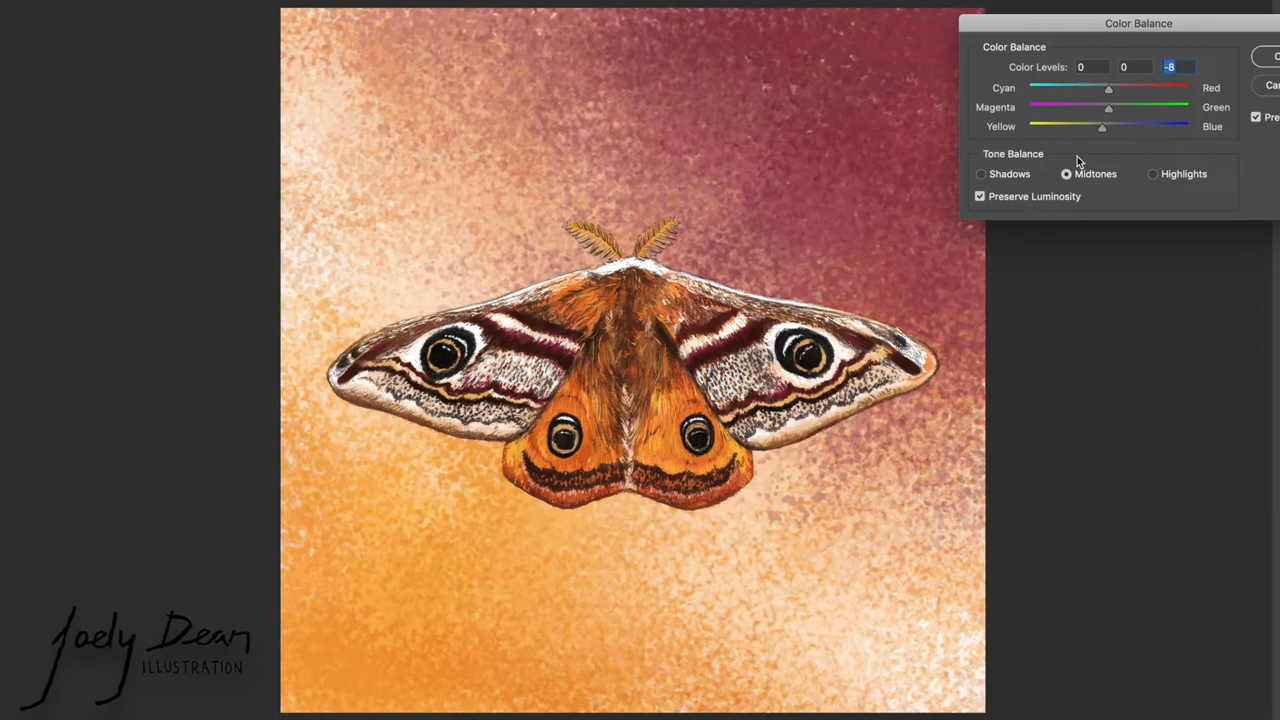 Color Balance
Color Balance
Color Levels: 0 0 -8
Cyan Red
Magenta Green
Yellow Blue
Tone Balance
Shadows Midtones Highlights
Preserve Luminosity
Joely Dean
ILLUSTRATION